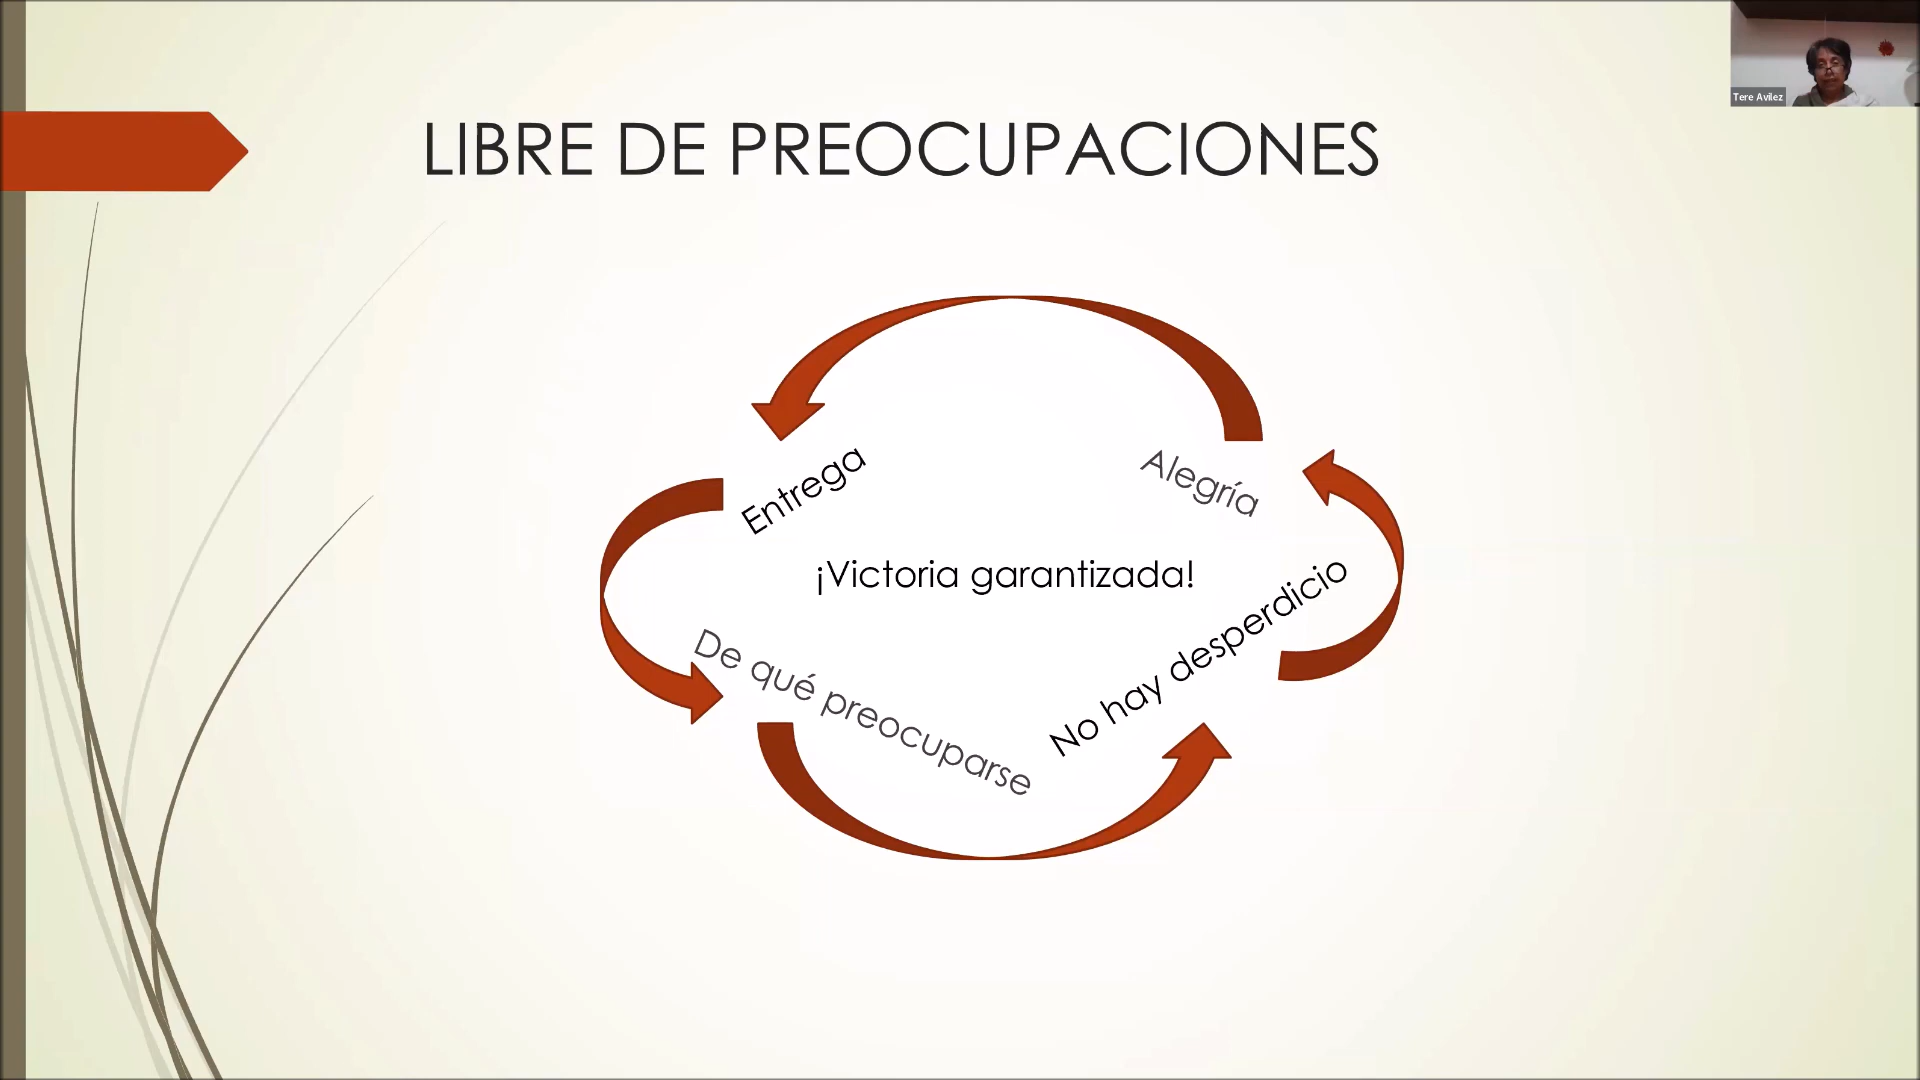 Tere Avilez
LIBRE DE PREOCUPACIONES
Entrega
Alegría
¡Victoria garantizada!
De qué preocuparse
No hay desperdicio